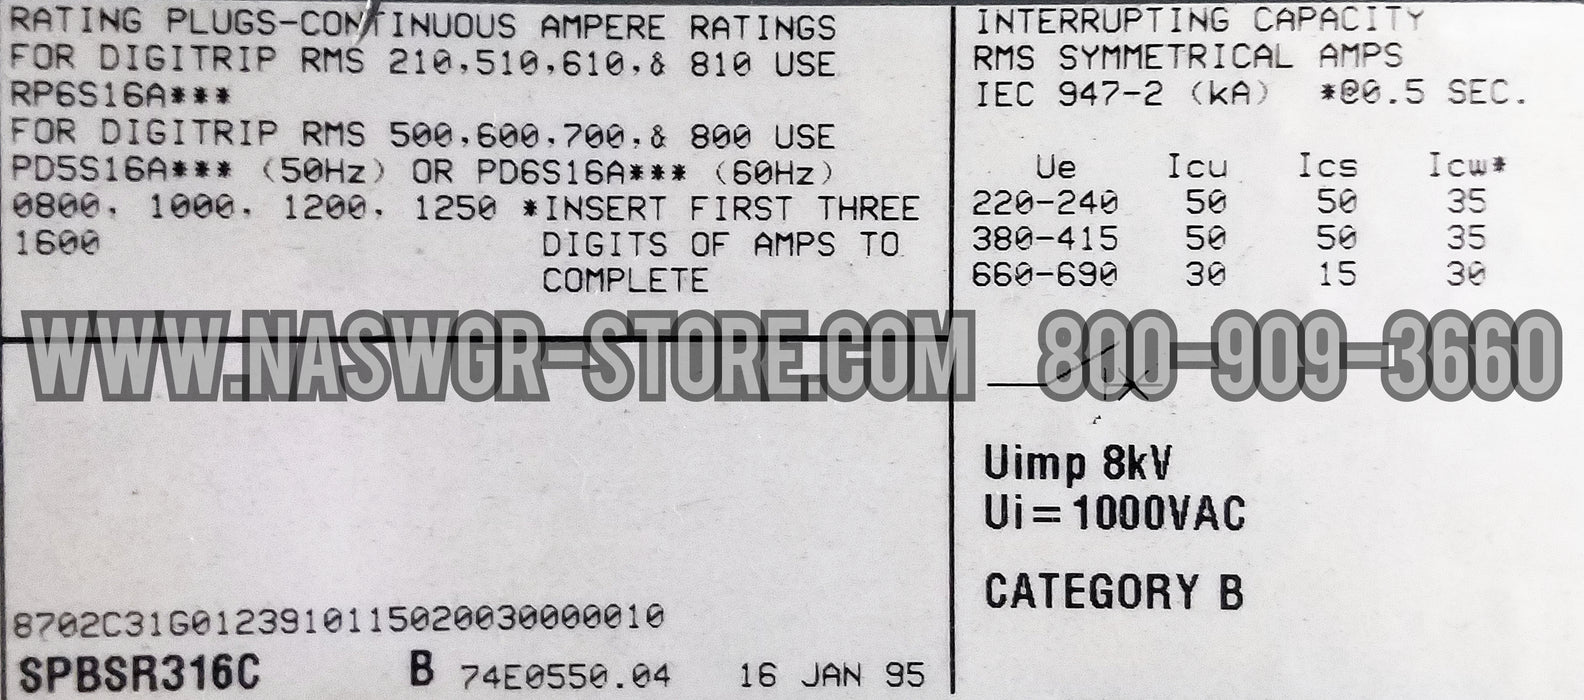 RATING PLUGS-CONTINUOUS AMPERE RATINGS
FOR DIGITRIP RMS 210,510,610,& 810 USE
RP6S16A***
FOR DIGITRIP RMS 500,600,700,& 800 USE
PD5S16A*** (50Hz) OR PD6S16A*** (60Hz)
0800, 1000, 1200, 1250 *INSERT FIRST THREE
1600 DIGITS OF AMPS TO
COMPLETE
INTERRUPTING CAPACITY
RMS SYMMETRICAL AMPS
IEC 947-2 (kA) *@0.5 SEC.
Ue Icu Ics Icw*
220-240 50 50 35
380-415 50 50 35
660-690 30 15 30
WWW.NASWGR-STORE.COM 800-909-3660
Uimp 8kV
Ui=1000VAC
CATEGORY B
8702C31G012391011502003000001​0
SPBSR316C B 74E0550.04 16 JAN 95